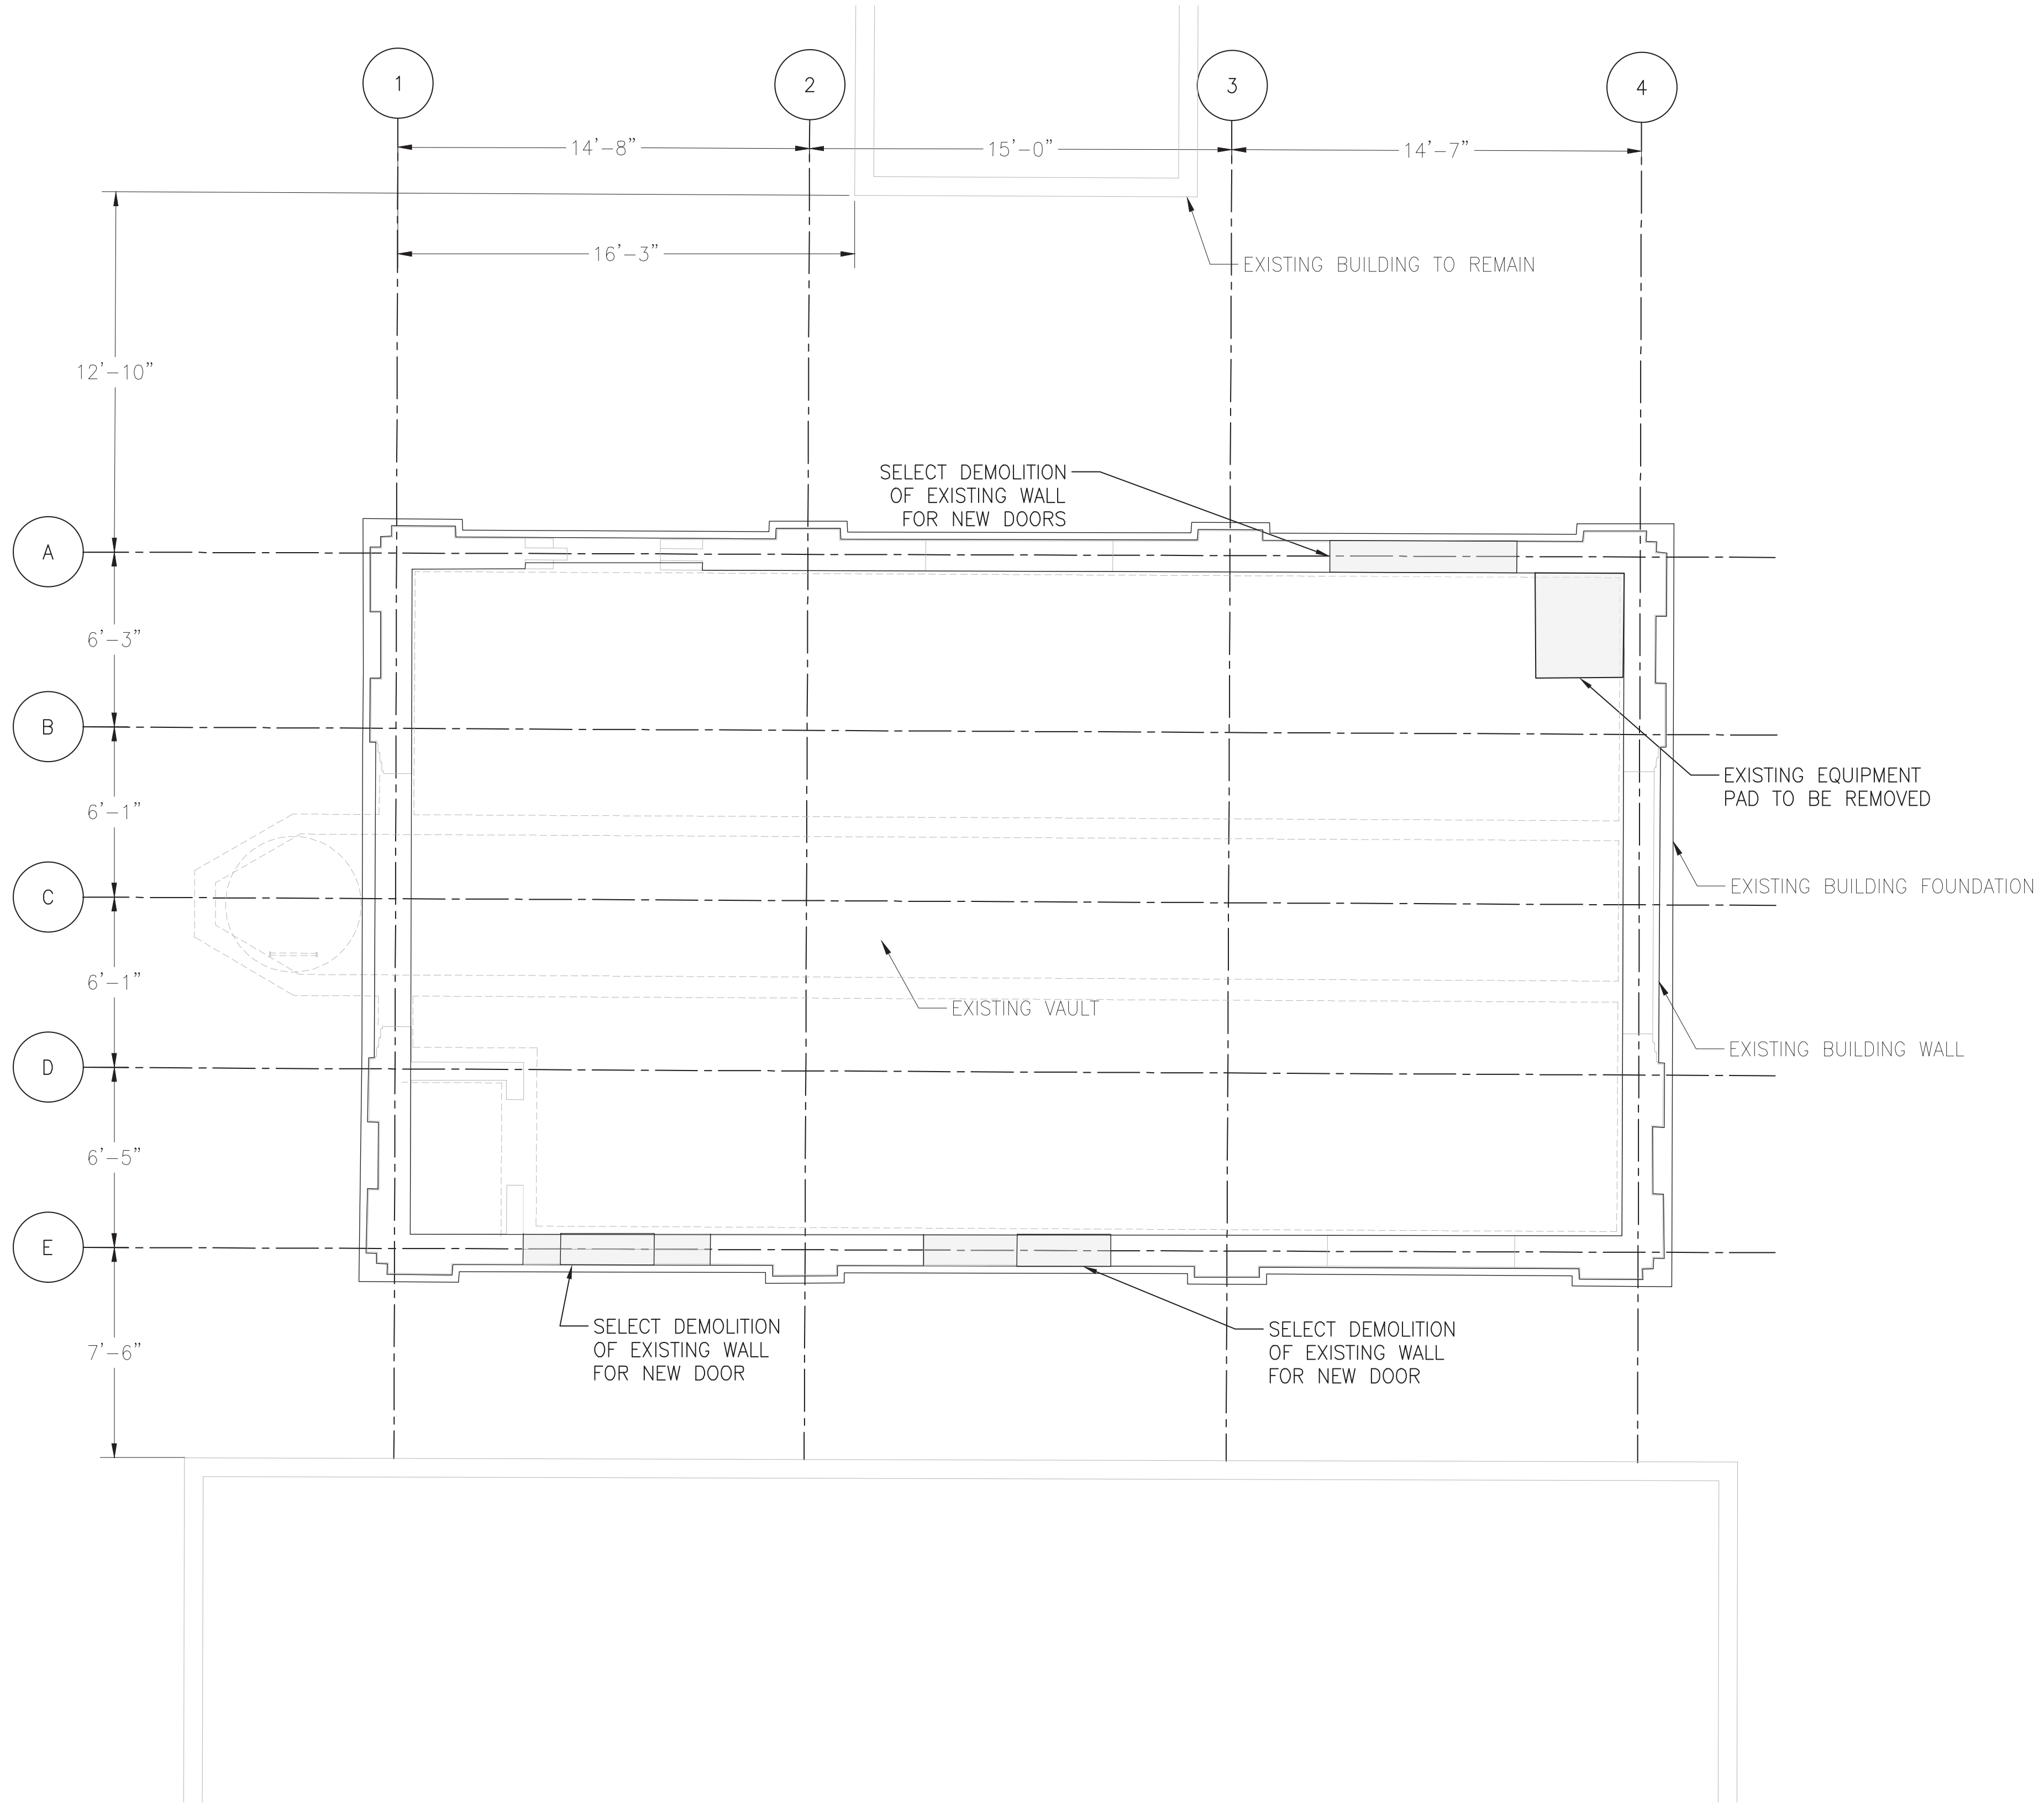 1
2
3
4
14'-8"
15'-0"
14'-7"
16'-3"
EXISTING BUILDING TO REMAIN
12'-10"
SELECT DEMOLITION
OF EXISTING WALL
FOR NEW DOORS
A
6'-3"
B
EXISTING EQUIPMENT
PAD TO BE REMOVED
6'-1"
EXISTING BUILDING FOUNDATION
C
6'-1"
EXISTING VAULT
EXISTING BUILDING WALL
D
6'-5"
E
SELECT DEMOLITION
OF EXISTING WALL
FOR NEW DOOR
SELECT DEMOLITION
OF EXISTING WALL
FOR NEW DOOR
7'-6"